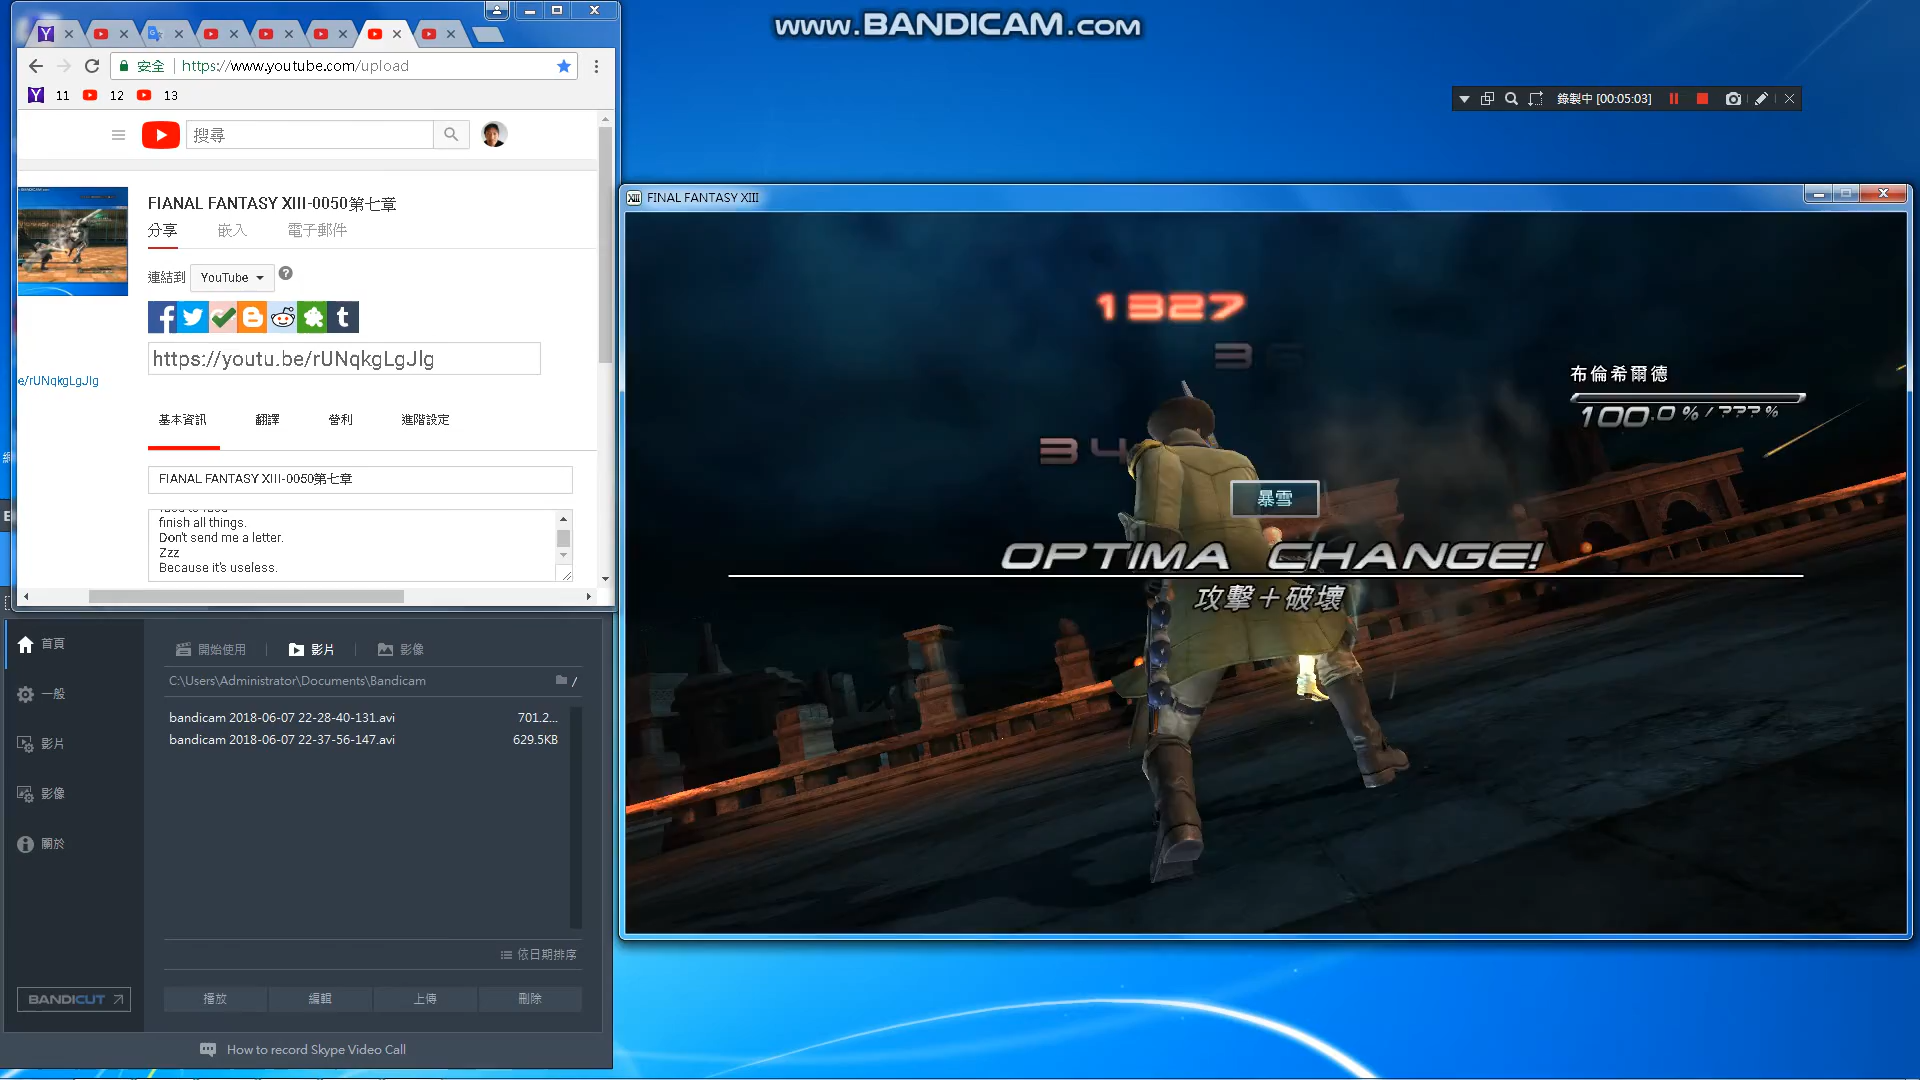 www.BANDICAM.com
安全
https://www.youtube.com/upload
11
12
13
搜尋
FIANAL FANTASY XIII-0050第七章
分享
嵌入
電子郵件
連結到
YouTube
?
https://youtu.be/rUNqkgLgJIg
e/rUNqkgLgJIg
基本資訊
翻譯
營利
進階設定
FIANAL FANTASY XIII-0050第七章
finish all things.
Don't send me a letter.
Zzz
Because it's useless.
首頁
一般
影片
影像
關於
BANDICUT
開始使用
影片
影像
C:\Users\Administrator\Documents\Bandicam
/
bandicam 2018-06-07 22-28-40-131.avi
701.2...
bandicam 2018-06-07 22-37-56-147.avi
629.5KB
依日期排序
播放
編輯
上傳
刪除
How to record Skype Video Call
錄製中 [00:05:03]
XIII FINAL FANTASY XIII
1327
36
34
布倫希爾德
100.0 % / ??? %
暴雪
OPTIMA CHANGE!
攻擊＋破壞